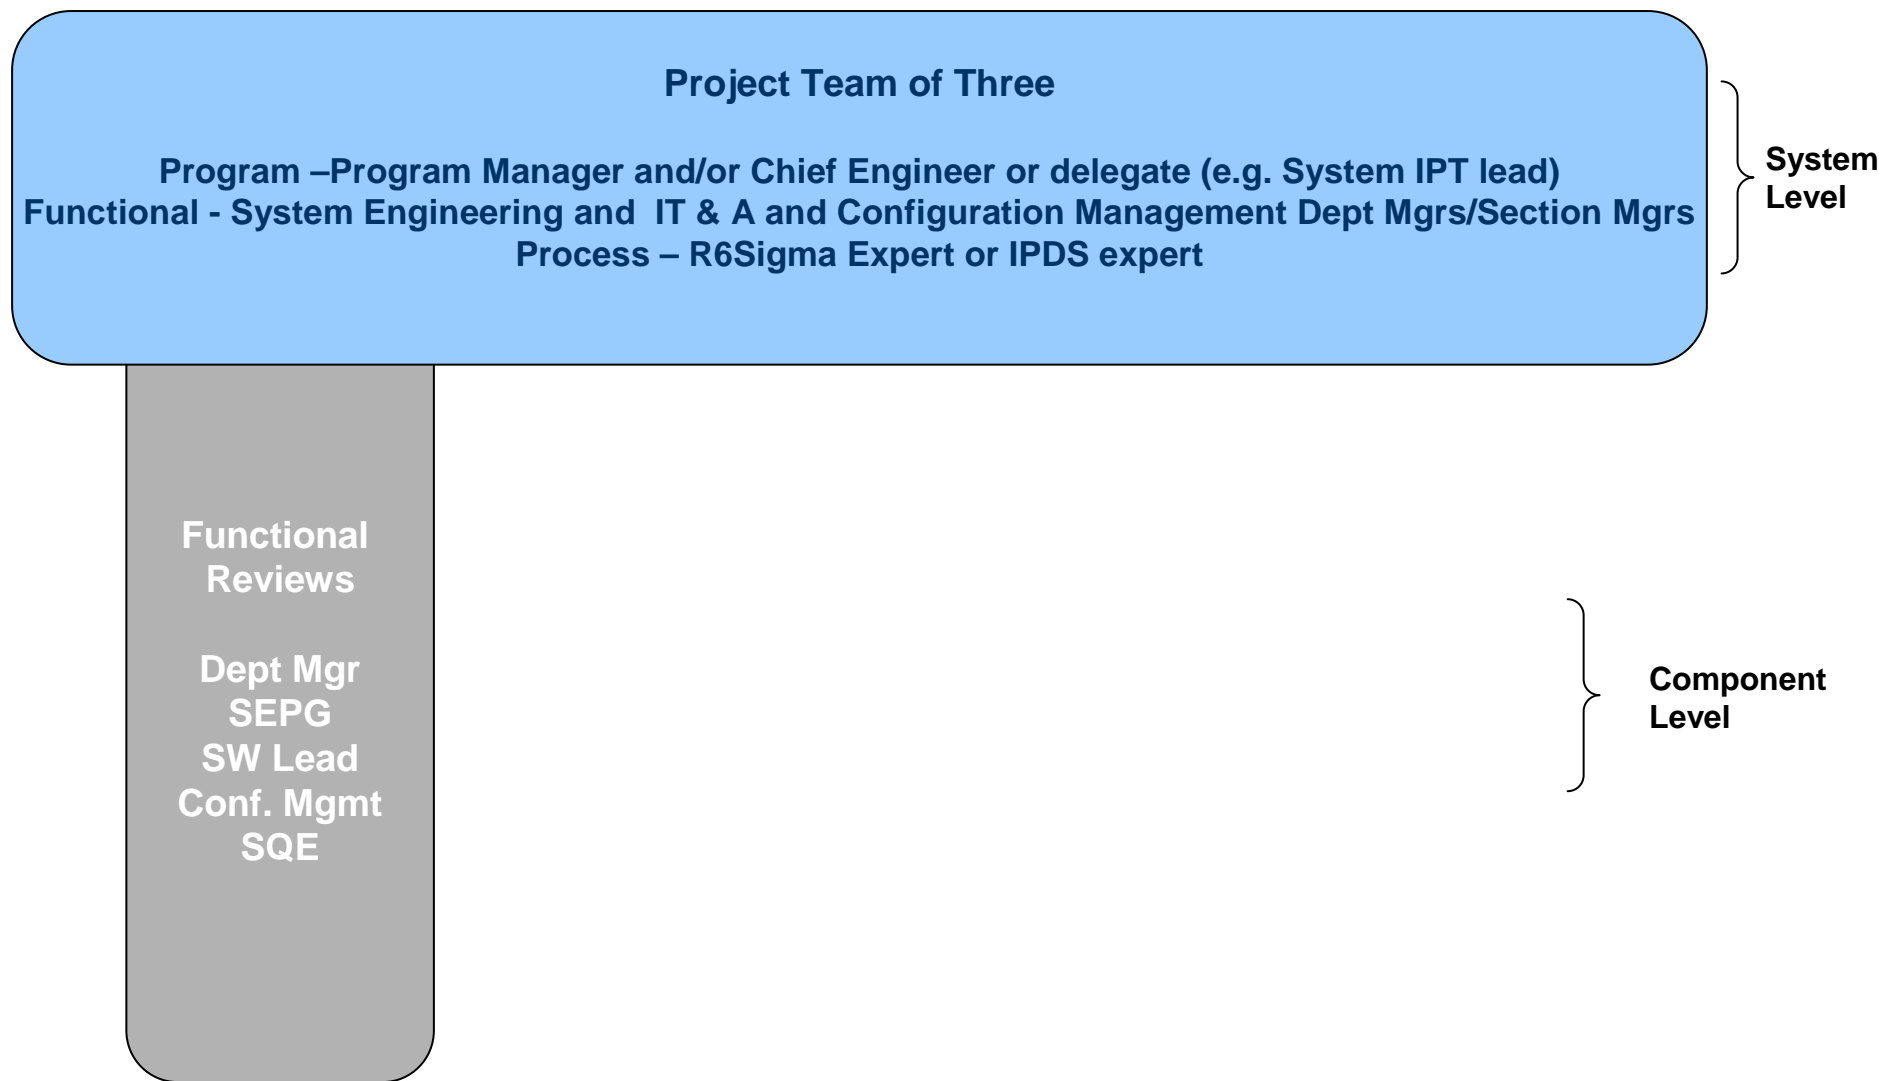 Project Team of Three
Program –Program Manager and/or Chief Engineer or delegate (e.g. System IPT lead)
Functional - System Engineering and  IT & A and Configuration Management Dept Mgrs/Section Mgrs
Process – R6Sigma Expert or IPDS expert
System
Level
Functional
Reviews
Dept Mgr
SEPG
SW Lead
Conf. Mgmt
SQE
Component
Level